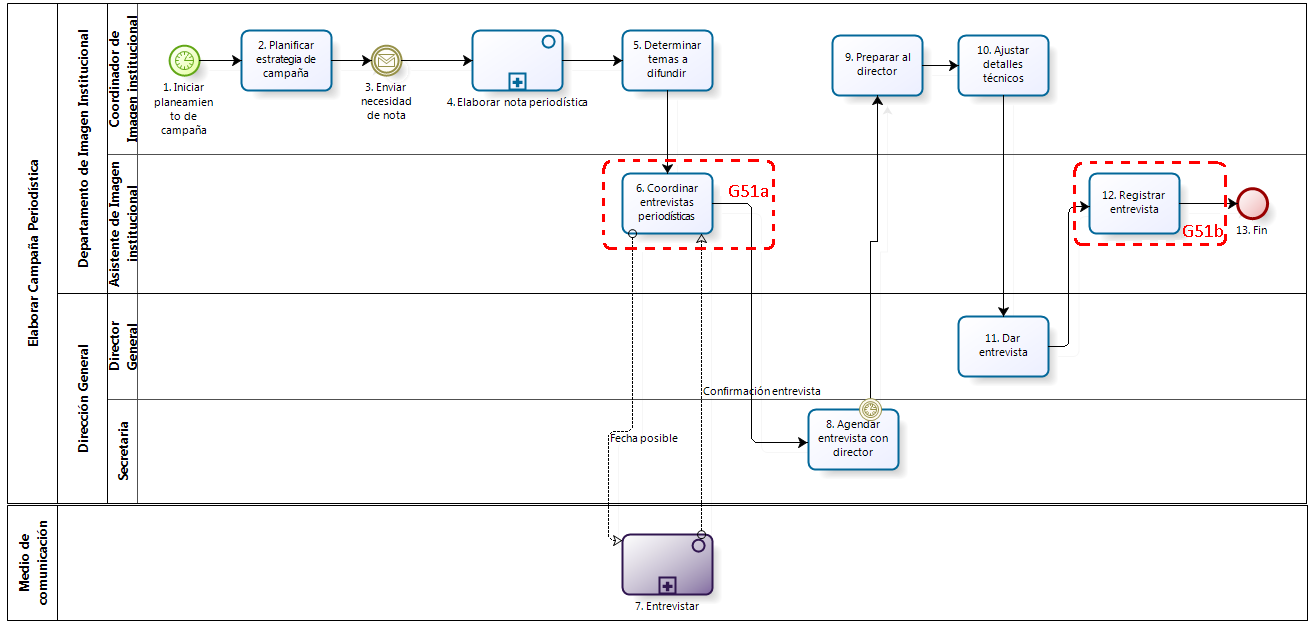 Elaborar Campaña Periodística
Departamento de Imagen Institucional
Coordinador de
Imagen institucional
1. Iniciar
planeamien
to de
campaña
2. Planificar
estrategia de
campaña
3. Enviar
necesidad
de nota
4.Elaborar nota periodística
5. Determinar
temas a
difundir
9. Preparar al
director
10. Ajustar
detalles
técnicos
Asistente de Imagen
institucional
6. Coordinar
entrevistas
periodísticas
G51a
12. Registrar
entrevista
G51b
13. Fin
Dirección General
Director
General
11. Dar
entrevista
Confirmación entrevista
Secretaria
Fecha posible
8. Agendar
entrevista con
director
Medio de
comunicación
7. Entrevistar